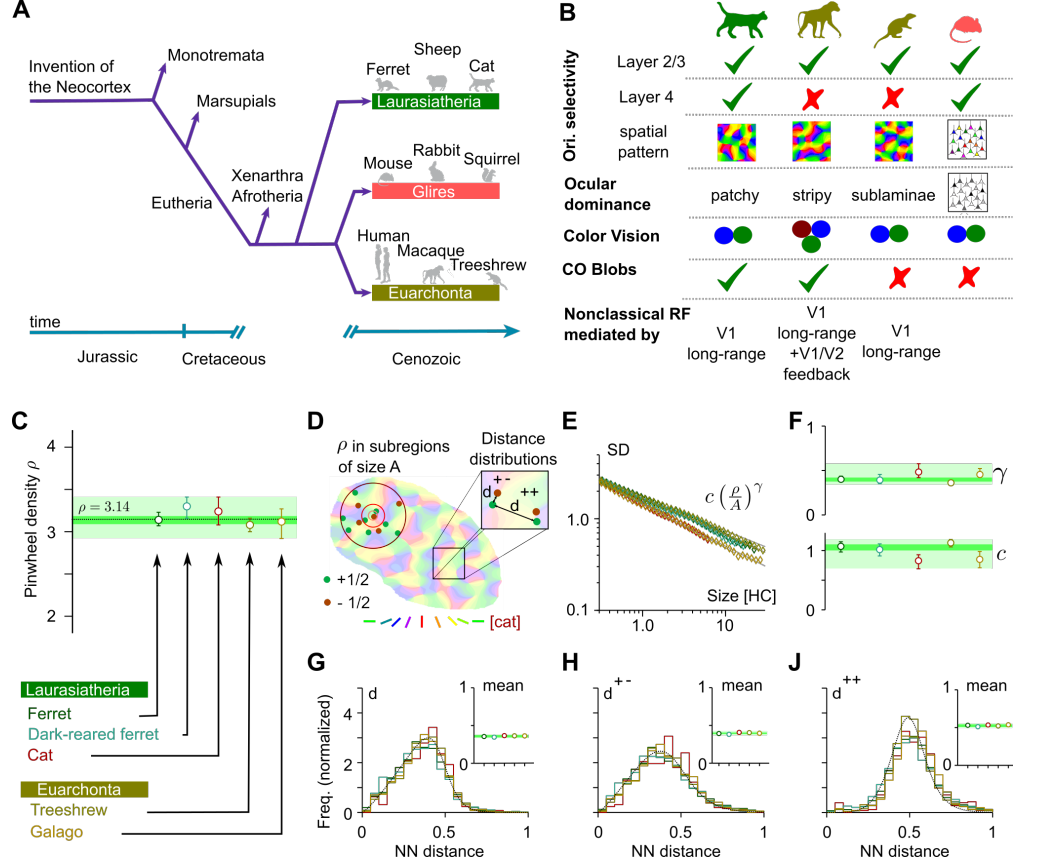 A
Invention of
the Neocortex
Monotremata
Marsupials
Eutheria
Xenarthra
Afrotheria
Sheep
Ferret
Cat
Laurasiatheria
Rabbit
Mouse
Squirrel
Glires
Human
Macaque
Treeshrew
Euarchonta
time
Jurassic
Cretaceous
Cenozoic
B
Ori. selectivity
Layer 2/3
Layer 4
spatial
pattern
Ocular
dominance
patchy
stripy
sublaminae
Color Vision
CO Blobs
Nonclassical RF
mediated by
V1
long-range
V1
long-range
+V1/V2
feedback
V1
long-range
C
Pinwheel density ρ
4
3
2
ρ = 3.14
Laurasiatheria
Ferret
Dark-reared ferret
Cat
Euarchonta
Treeshrew
Galago
D
ρ in subregions
of size A
Distance
distributions
+ -
d
++
d
+1/2
- 1/2
[cat]
E
SD
c (ρ/A)^γ
1.0
0.1
Size [HC]
1.0
10
F
1
0
γ
1
0
c
G
d
Freq. (normalized)
4
2
0
0
0.5
1
NN distance
1
0
mean
H
d+-
0
0.5
1
NN distance
1
0
mean
J
d++
0
0.5
1
NN distance
1
0
mean